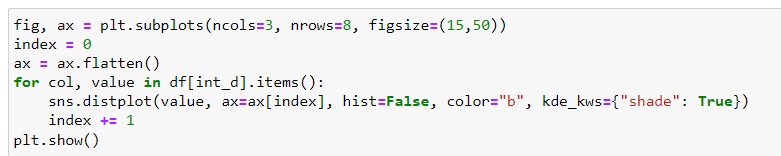 fig, ax = plt.subplots(ncols=3, nrows=8, figsize=(15,50))
index = 0
ax = ax.flatten()
for col, value in df[int_d].items():
    sns.distplot(value, ax=ax[index], hist=False, color="b", kde_kws={"shade": True})
    index += 1
plt.show()